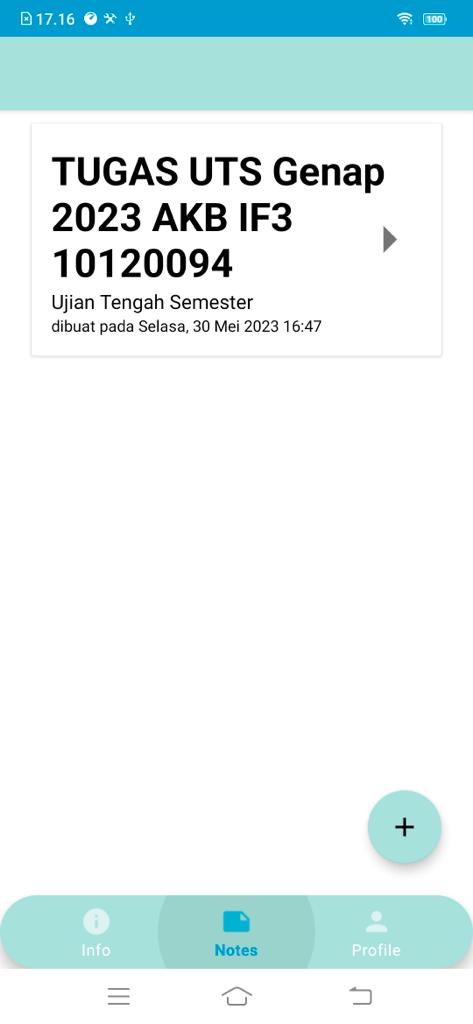 17.16
100
TUGAS UTS Genap
2023 AKB IF3
10120094
Ujian Tengah Semester
dibuat pada Selasa, 30 Mei 2023 16:47
+
Info
Notes
Profile